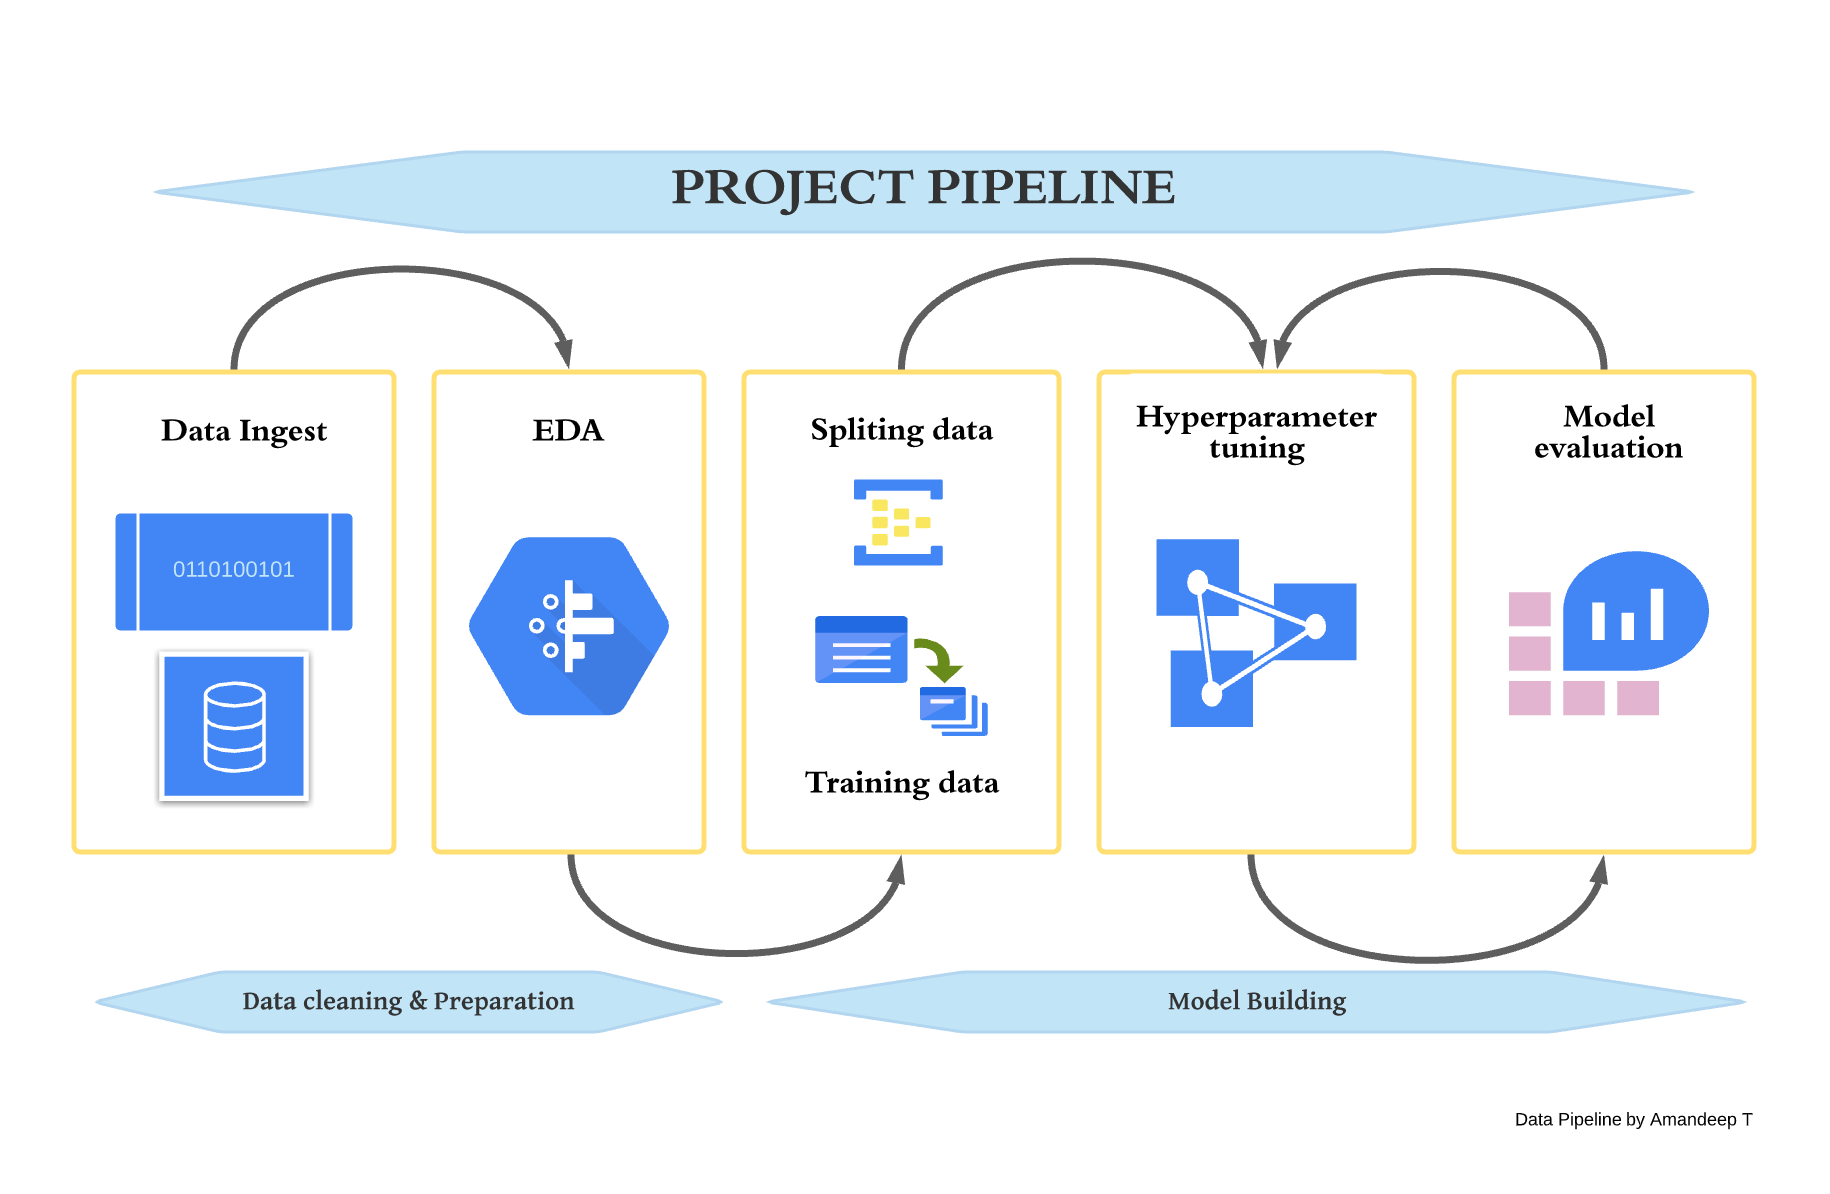 PROJECT PIPELINE
Data Ingest
0110100101
EDA
Spliting data
Training data
Hyperparameter
tuning
Model
evaluation
Data cleaning & Preparation
Model Building
Data Pipeline by Amandeep T